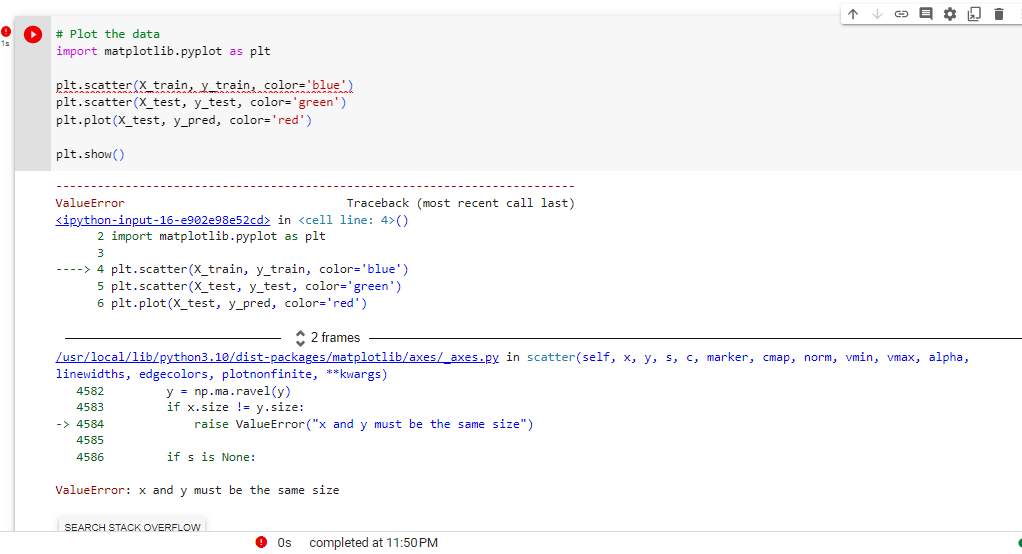 1s
# Plot the data
import matplotlib.pyplot as plt
plt.scatter(X_train, y_train, color='blue')
plt.scatter(X_test, y_test, color='green')
plt.plot(X_test, y_pred, color='red')
plt.show()
---------------------------------------------------------------------------
ValueError                                Traceback (most recent call last)
<ipython-input-16-e902e98e52cd> in <cell line: 4>()
      2 import matplotlib.pyplot as plt
      3
----> 4 plt.scatter(X_train, y_train, color='blue')
      5 plt.scatter(X_test, y_test, color='green')
      6 plt.plot(X_test, y_pred, color='red')
2 frames
/usr/local/lib/python3.10/dist-packages/matplotlib/axes/_axes.py in scatter(self, x, y, s, c, marker, cmap, norm, vmin, vmax, alpha,
linewidths, edgecolors, plotnonfinite, **kwargs)
   4582         y = np.ma.ravel(y)
   4583         if x.size != y.size:
-> 4584             raise ValueError("x and y must be the same size")
   4585
   4586         if s is None:
ValueError: x and y must be the same size
SEARCH STACK OVERFLOW
0s completed at 11:50 PM